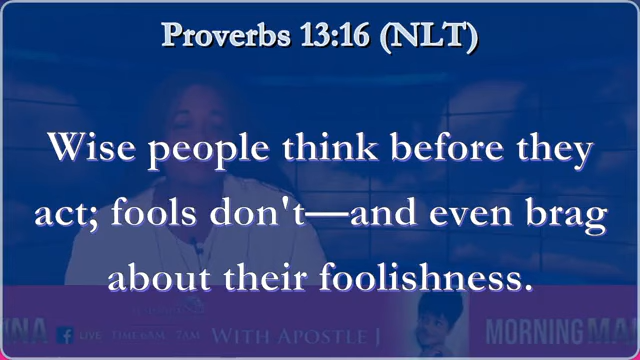 Proverbs 13:16 (NLT)
Wise people think before they
act; fools don't—and even brag
about their foolishness.
LIVE
WITH APOSTLE J
MORNING